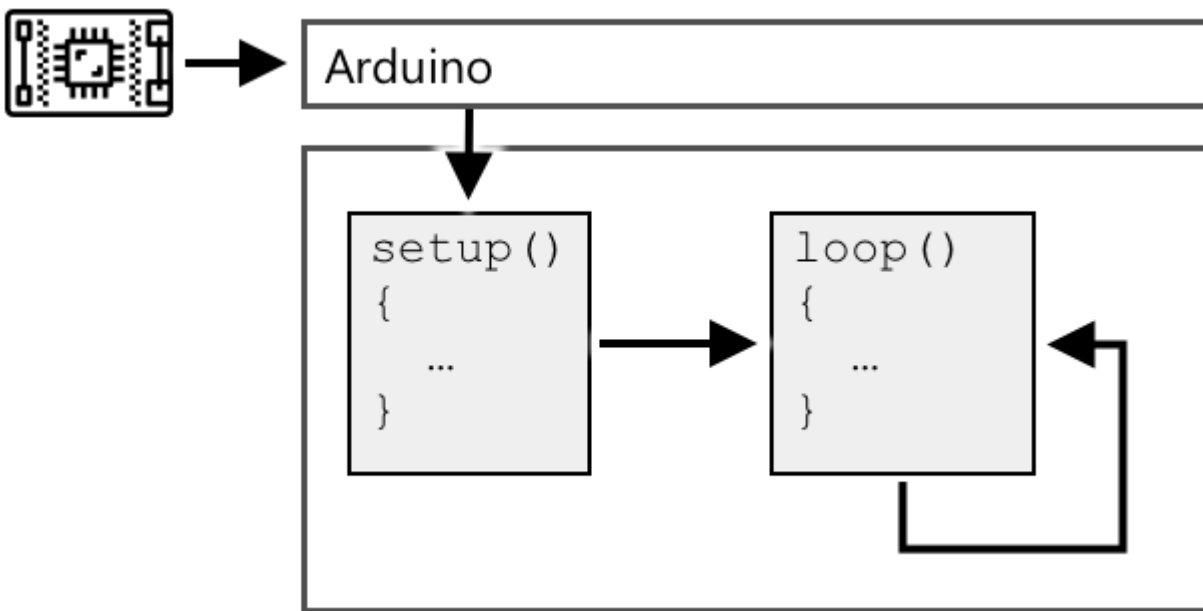 Arduino
setup()
{
...
}
loop()
{
...
}